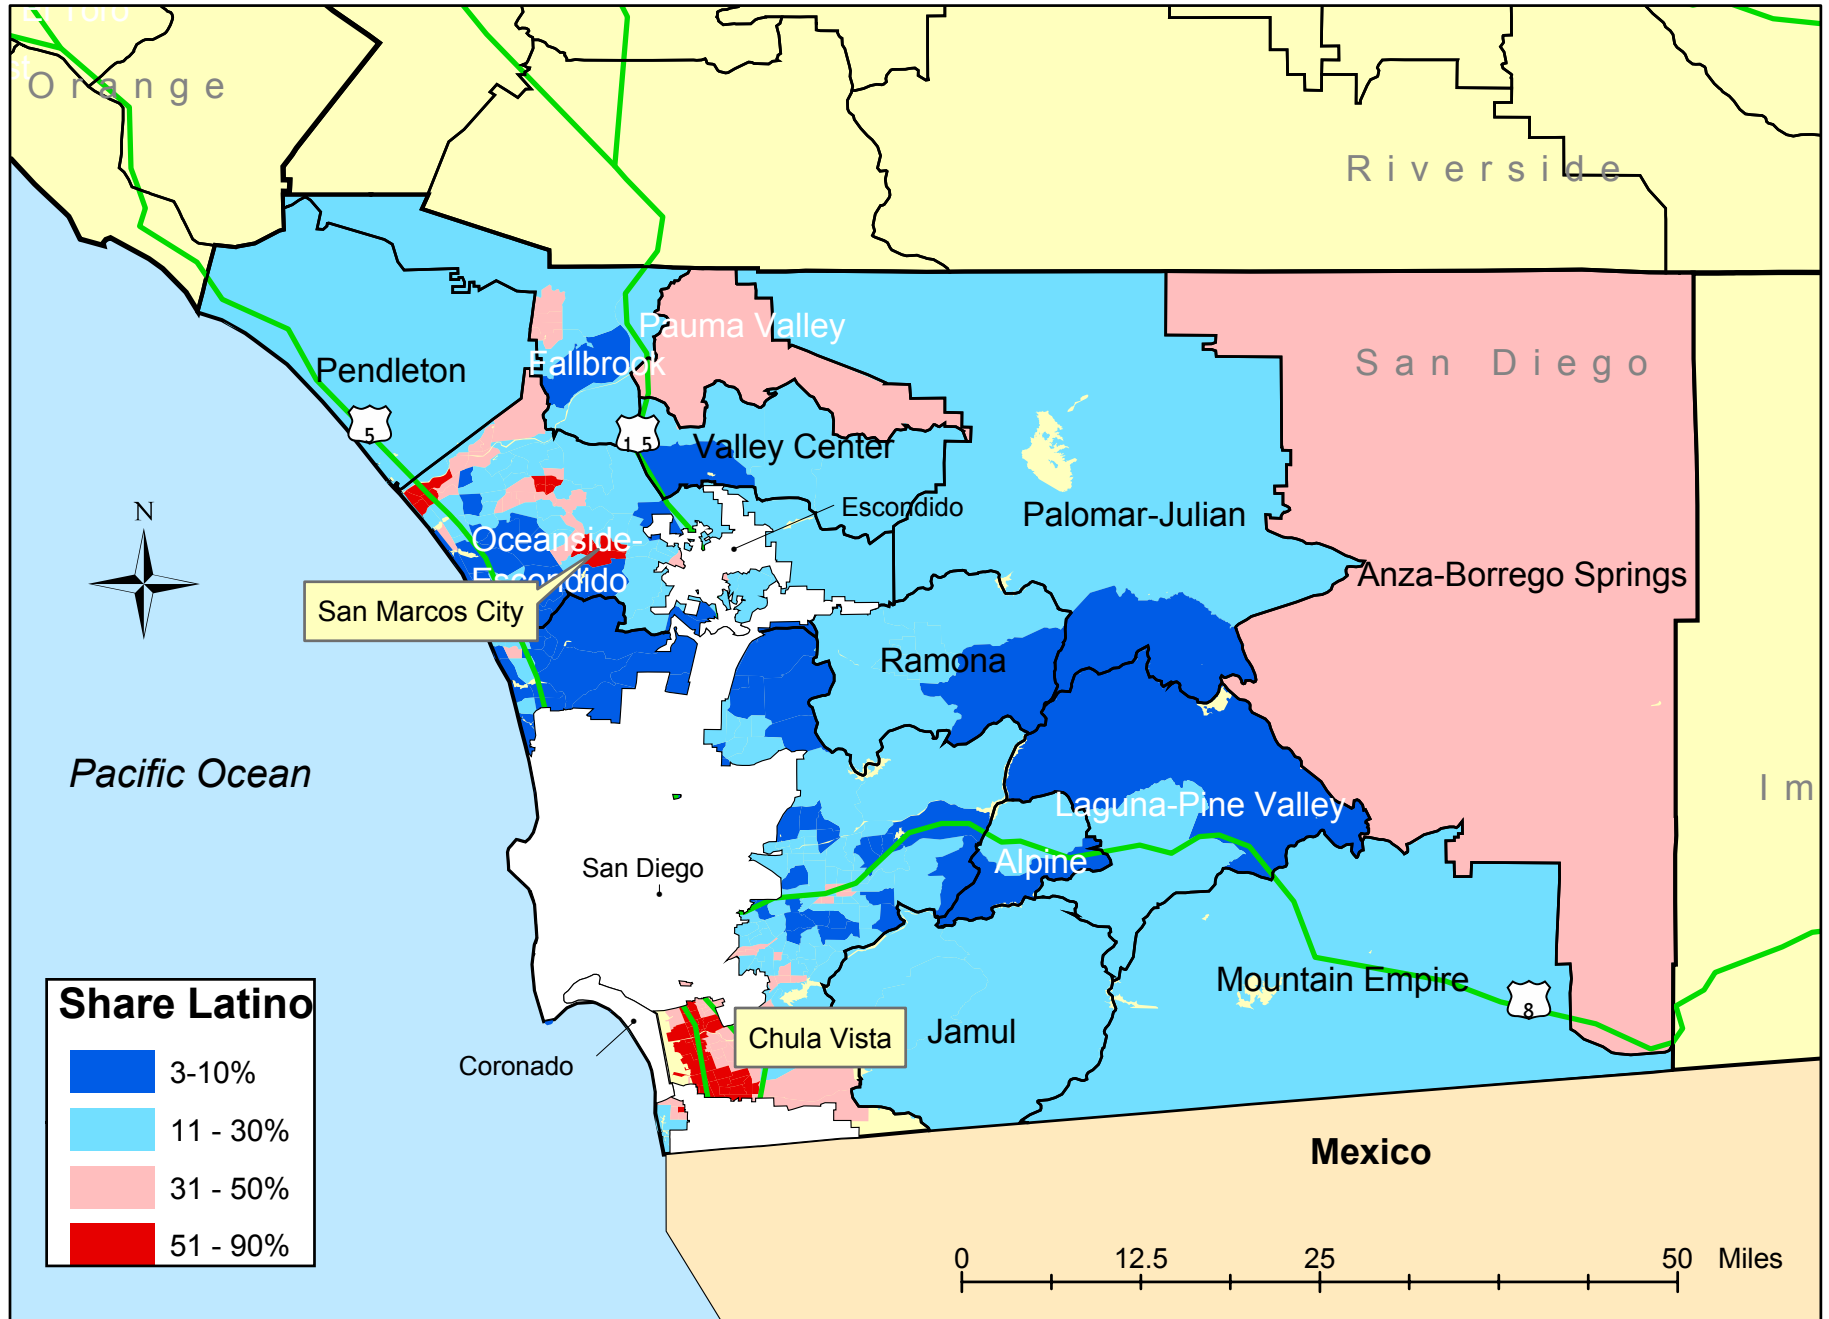 El Toro
st
Orange
Riverside
Pauma Valley
San Diego
Fallbrook
Pendleton
5
15
Valley Center
Escondido
N
Palomar-Julian
Oceanside-
Escondido
Anza-Borrego Springs
San Marcos City
Ramona
Pacific Ocean
Im
Laguna-Pine Valley
San Diego
Alpine
Mountain Empire
8
Share Latino
3-10%
11 - 30%
31 - 50%
51 - 90%
Chula Vista
Jamul
Coronado
Mexico
0 12.5 25 50 Miles